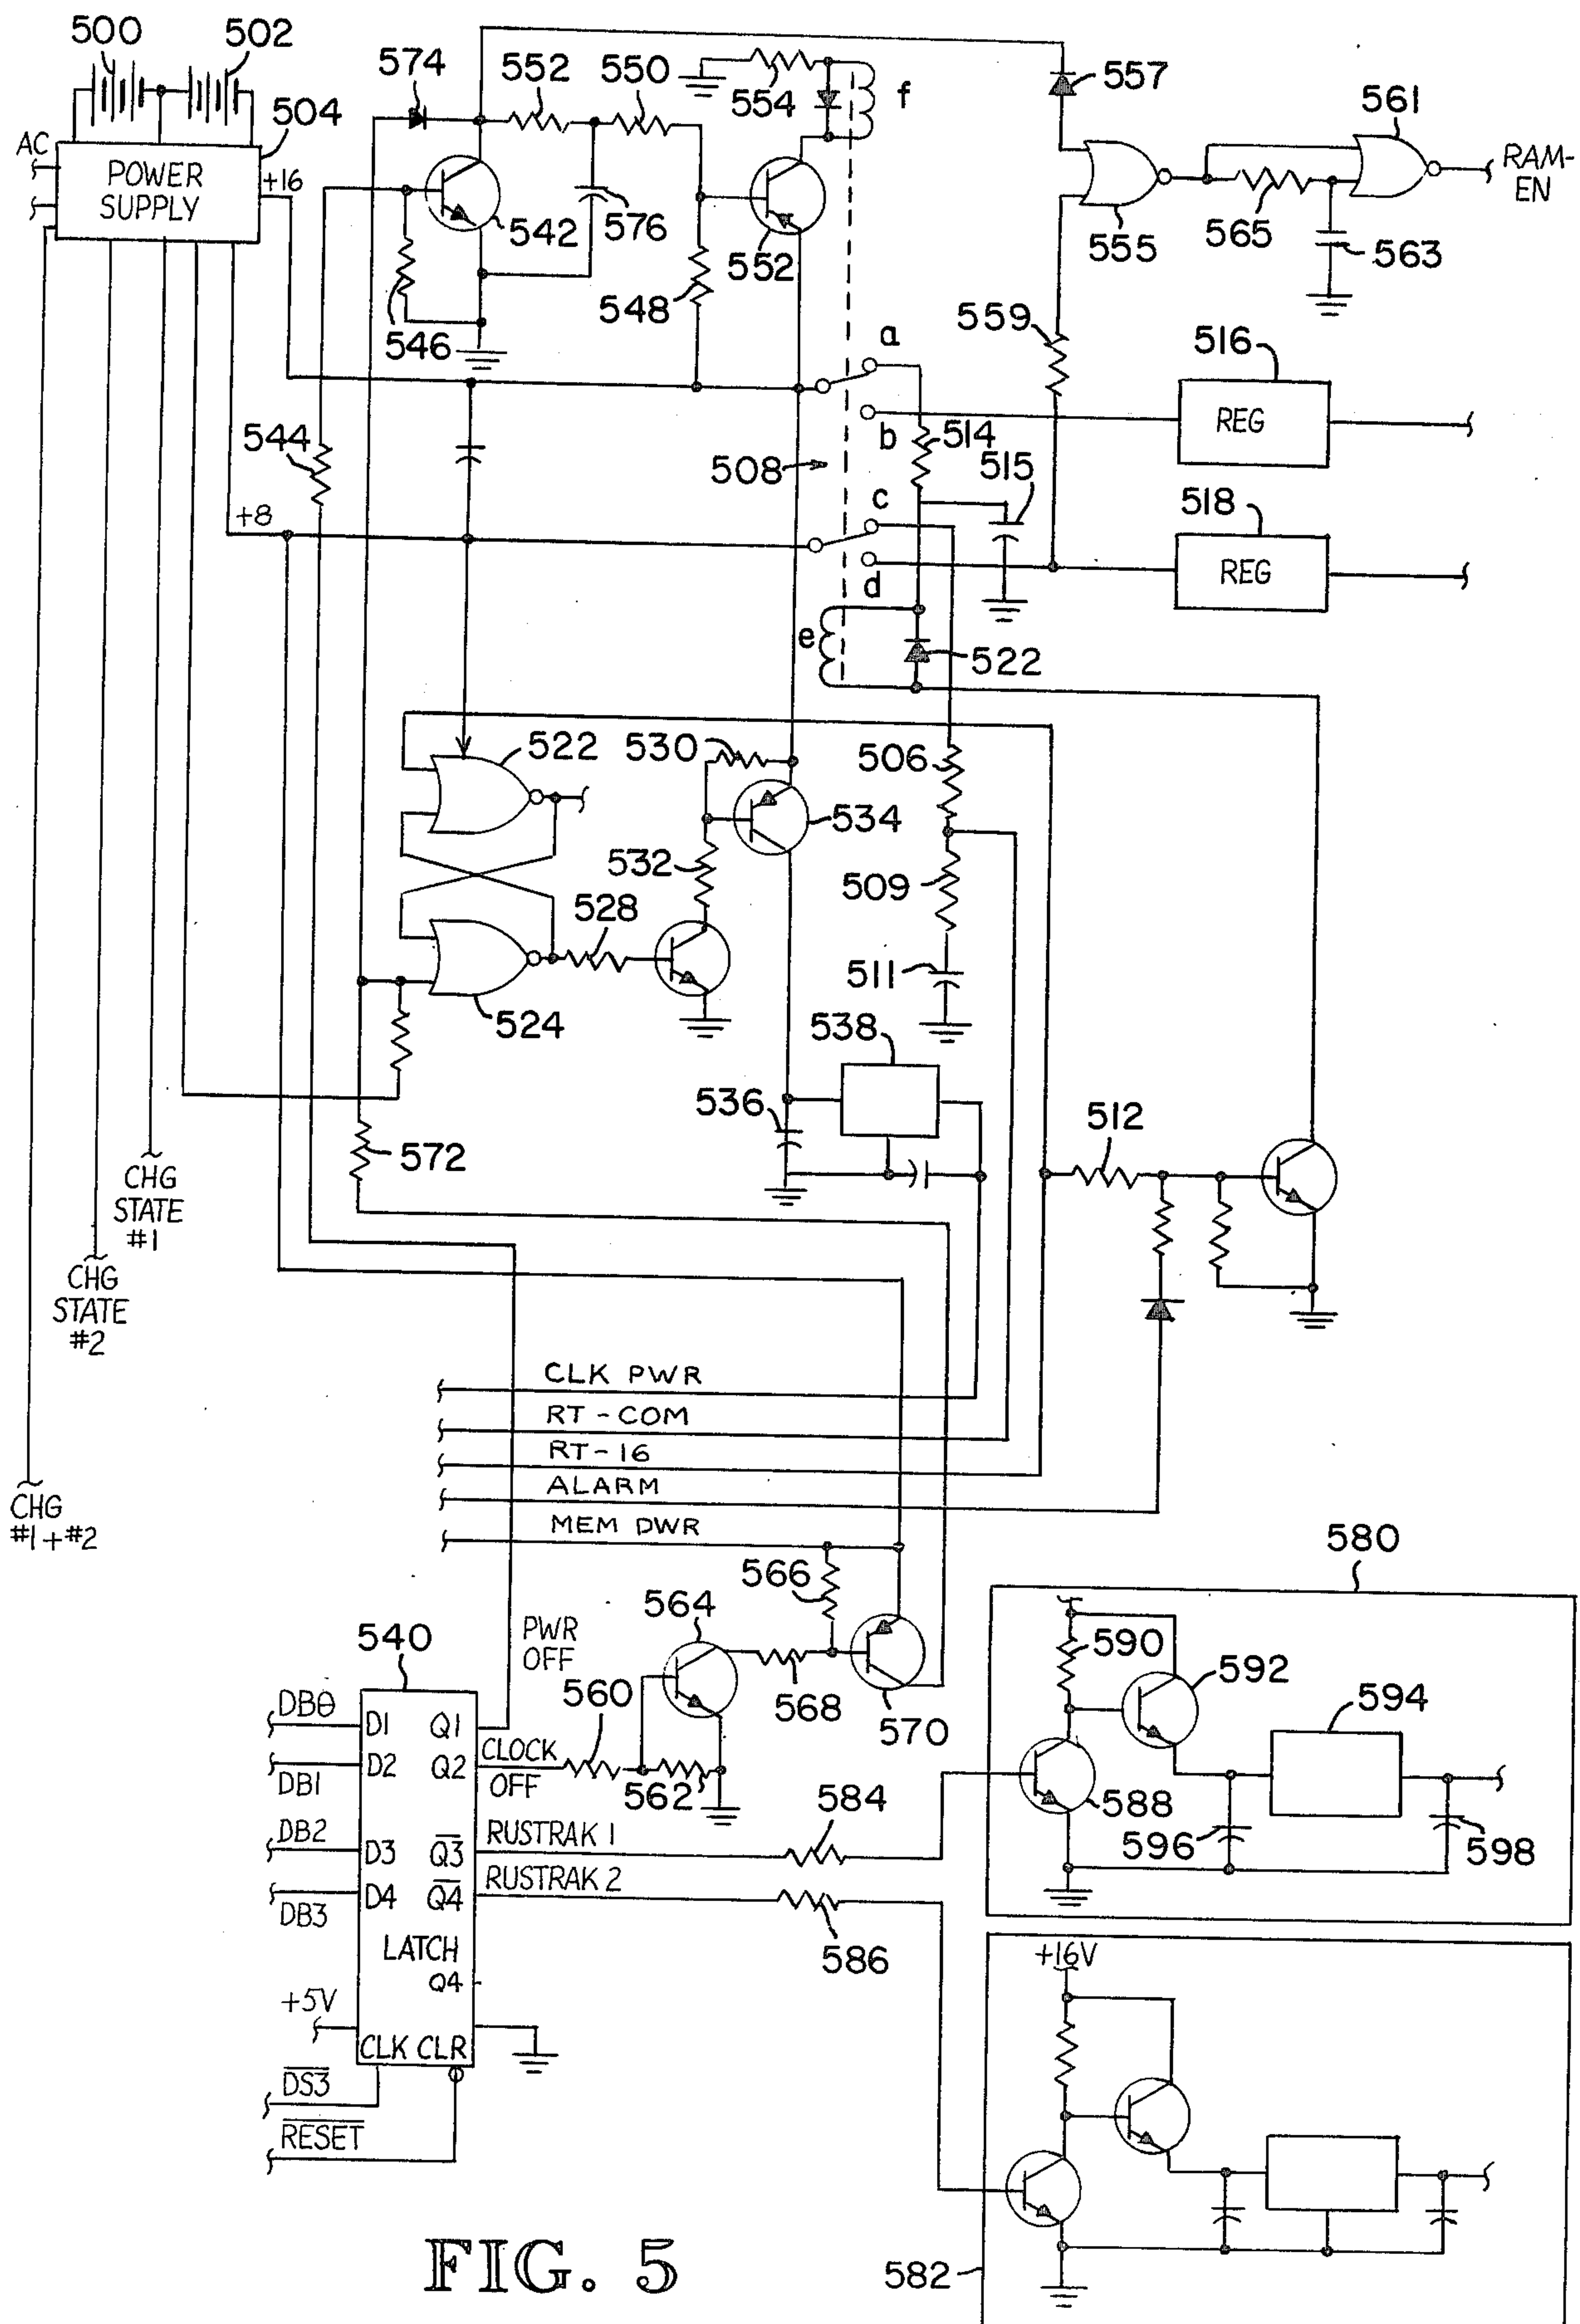 500
502
574
552
550
554
f
557
561
504
AC
POWER
SUPPLY
+16
RAM-
EN
542
576
552
555
565
563
546
548
559
516
a
REG
544
b
514
508
515
518
c
+8
d
REG
e
522
522
530
506
534
532
509
528
511
524
538
536
512
572
CHG
STATE
#1
CHG
STATE
#2
CLK PWR
RT-COM
RT-16
ALARM
CHG
#1+#2
MEM DWR
580
566
564
540
PWR
OFF
590
592
560
568
594
DBθ
D1
Q1
570
CLOCK
D2
Q2
OFF
DB1
562
584
588
DB2
RUSTRAK 1
596
598
D3
Q3
RUSTRAK 2
D4
Q4
DB3
LATCH
586
+16V
Q4
+5V
CLK CLR
DS3
RESET
582
FIG. 5